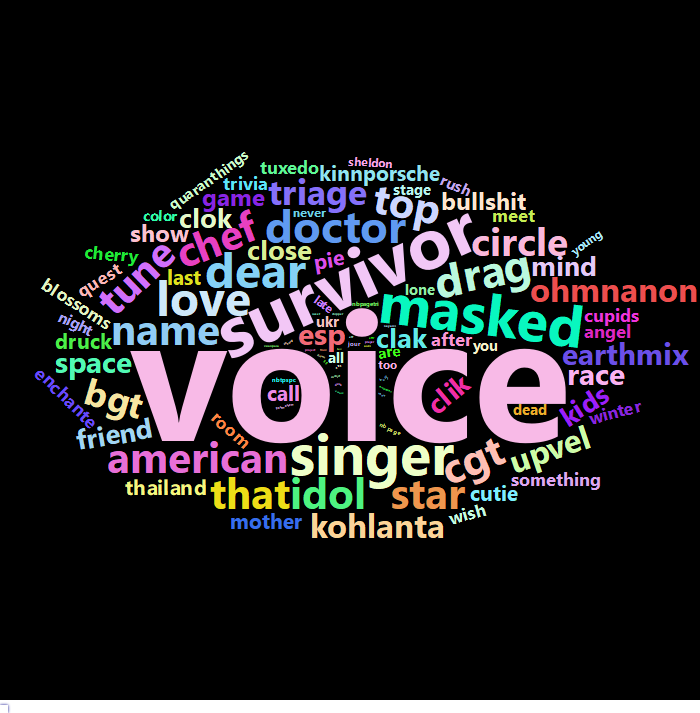 sheldon
quaranthings
tuxedo
kinnporsche
trivia
triage
stage
rush
game
top
bullshit
color
clok
never
meet
show
chef
doctor
survivor
circle
young
cherry
close
pie
drag
mind
quest
tune
last
dear
lone
ohmnanon
blossoms
love
late
masked
cupids
night
name
ukr
esp
clak
after
you
angel
druck
all
are
earthmix
space
voice
too
race
enchante
bgt
call
clik
dead
kids
winter
friend
room
american
singer
cgt
upvel
something
thailand
that
idol
star
cutie
mother
kohlanta
wish